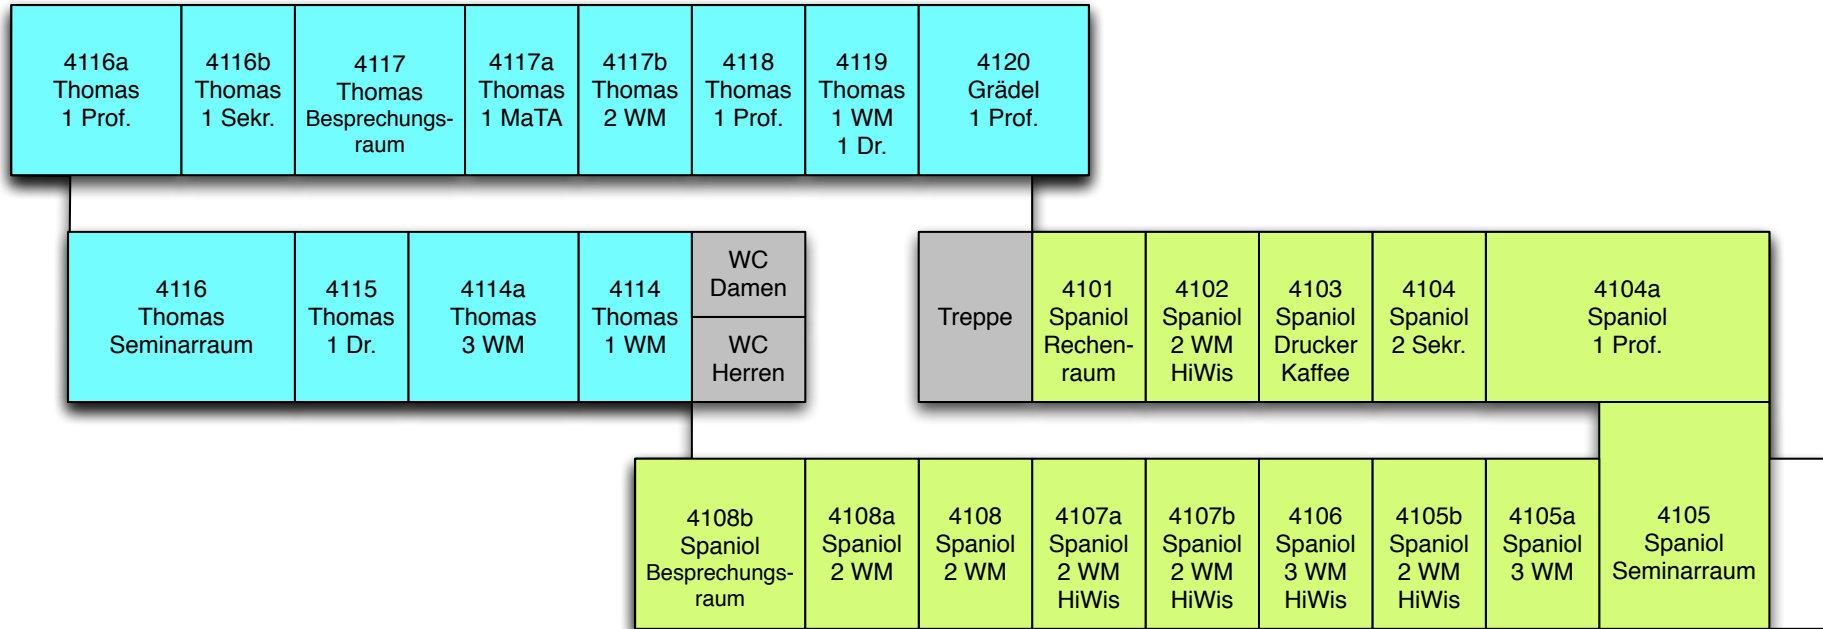 4116a
Thomas
1 Prof.
4116b
Thomas
1 Sekr.
4117
Thomas
Besprechungs-
raum
4117a
Thomas
1 MaTA
4117b
Thomas
2 WM
4118
Thomas
1 Prof.
4119
Thomas
1 WM
1 Dr.
4120
Grädel
1 Prof.
4116
Thomas
Seminarraum
4115
Thomas
1 Dr.
4114a
Thomas
3 WM
4114
Thomas
1 WM
WC
Damen
WC
Herren
Treppe
4101
Spaniol
Rechen-
raum
4102
Spaniol
2 WM
HiWis
4103
Spaniol
Drucker
Kaffee
4104
Spaniol
2 Sekr.
4104a
Spaniol
1 Prof.
4108b
Spaniol
Besprechungs-
raum
4108a
Spaniol
2 WM
4108
Spaniol
2 WM
4107a
Spaniol
2 WM
HiWis
4107b
Spaniol
2 WM
HiWis
4106
Spaniol
3 WM
HiWis
4105b
Spaniol
2 WM
HiWis
4105a
Spaniol
3 WM
4105
Spaniol
Seminarraum